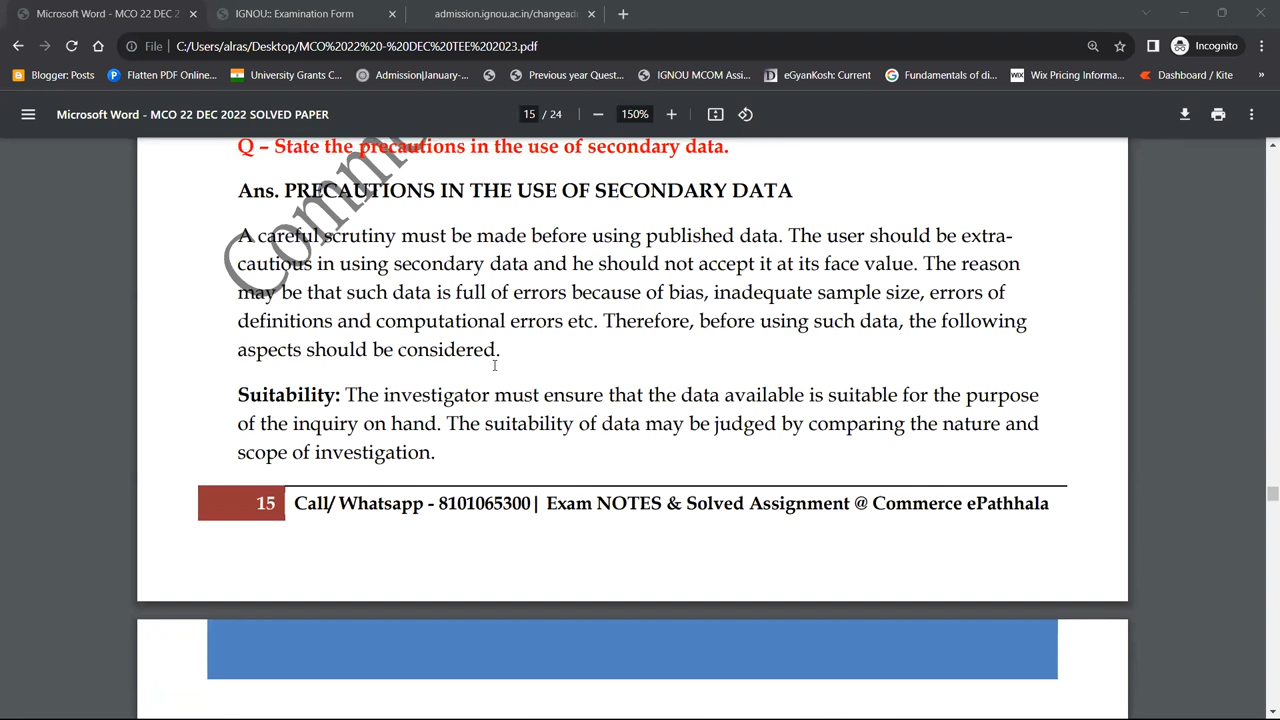 Microsoft Word - MCO 22 DEC 2
IGNOU:: Examination Form
admission.ignou.ac.in/changeadr
Incognito
File
C:/Users/alras/Desktop/MCO%2022%20-%20DEC%20TEE%202023.pdf
Blogger: Posts
Flatten PDF Online...
University Grants C...
Admission|January-...
Previous year Quest...
IGNOU MCOM Assi...
eGyanKosh: Current
Fundamentals of di...
Wix Pricing Informa...
Dashboard / Kite
»
Microsoft Word - MCO 22 DEC 2022 SOLVED PAPER
15 / 24
150%
Q – State the precautions in the use of secondary data.
Ans. PRECAUTIONS IN THE USE OF SECONDARY DATA
A careful scrutiny must be made before using published data. The user should be extra-
cautious in using secondary data and he should not accept it at its face value. The reason
may be that such data is full of errors because of bias, inadequate sample size, errors of
definitions and computational errors etc. Therefore, before using such data, the following
aspects should be considered.
Suitability: The investigator must ensure that the data available is suitable for the purpose
of the inquiry on hand. The suitability of data may be judged by comparing the nature and
scope of investigation.
15
Call/ Whatsapp - 8101065300| Exam NOTES & Solved Assignment @ Commerce ePathhala